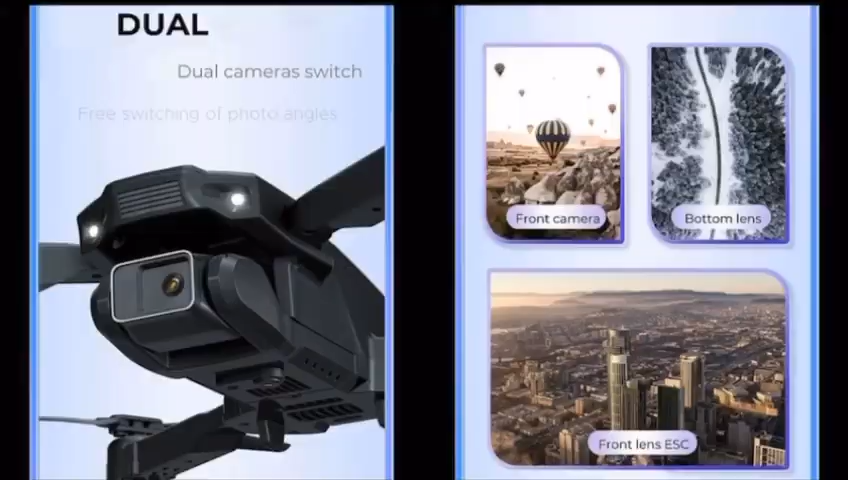 DUAL
Dual cameras switch
Free switching of photo angles
Front camera
Bottom lens
Front lens ESC